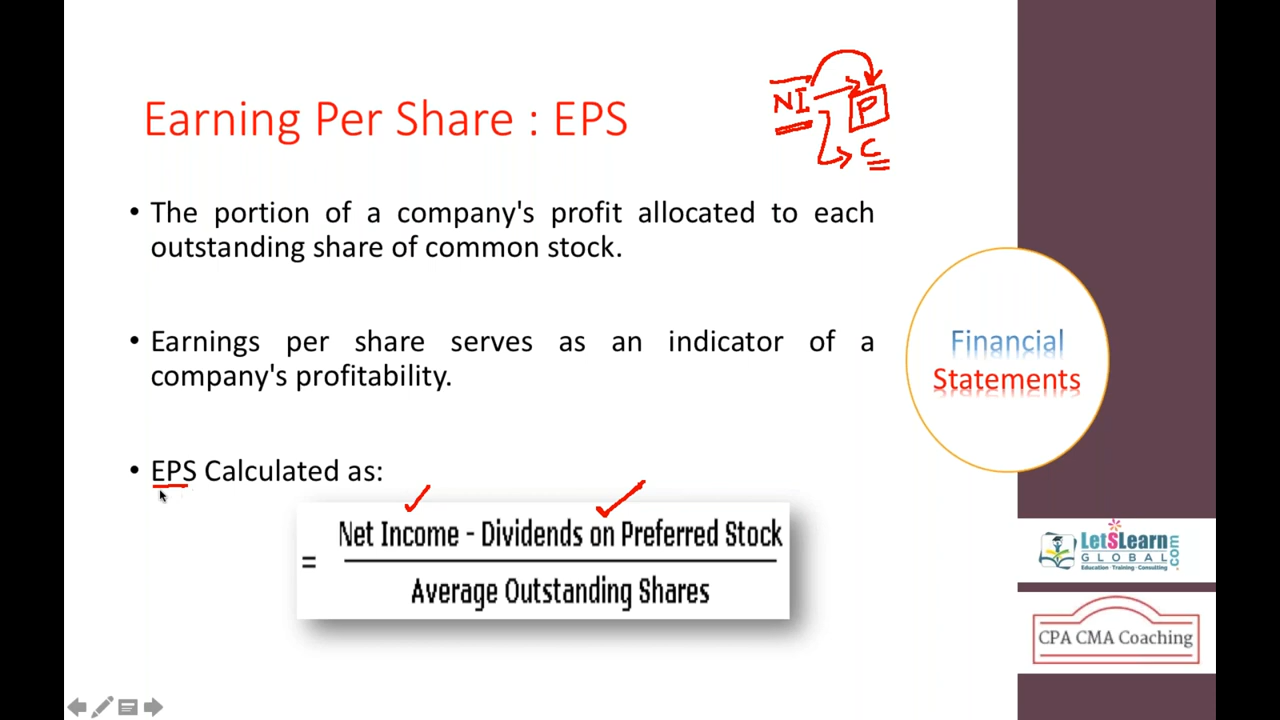 Earning Per Share : EPS
NI
P
C
• The portion of a company's profit allocated to each
outstanding share of common stock.
• Earnings per share serves as an indicator of a
company's profitability.
• EPS Calculated as:
= Net Income - Dividends on Preferred Stock
Average Outstanding Shares
Financial
Statements
LetSLearn
GLOBAL
.com
Education · Training · Consulting
CPA CMA Coaching